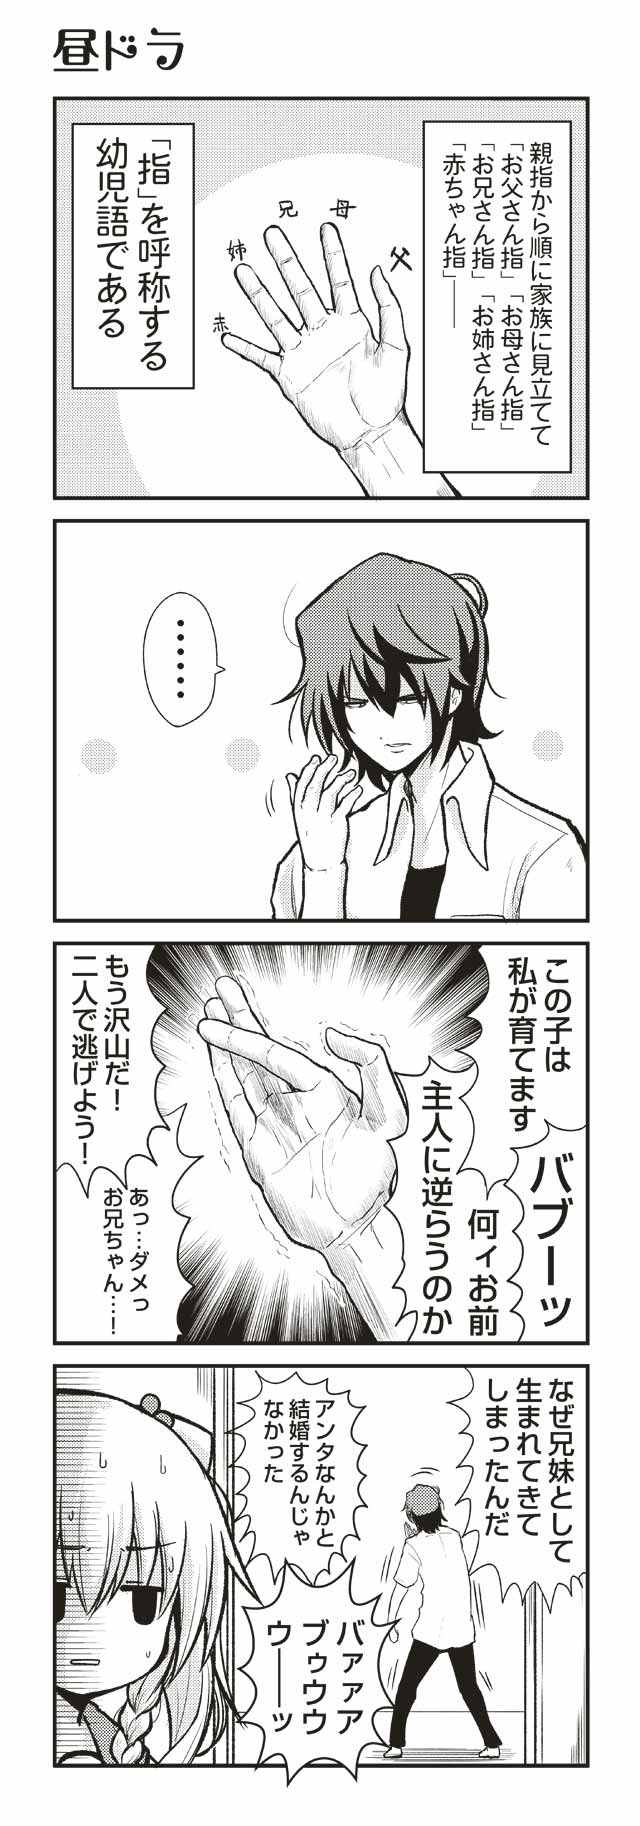 昼ドラ
親指から順に家族に見立てて
「お父さん指」「お母さん指」
「お兄さん指」「お姉さん指」
「赤ちゃん指」――
父
母
兄
姉
赤
「指」を呼称する
幼児語である
……
この子は
私が育てます
バブーッ
何ィお前
主人に逆らうのか
もう沢山だ！
二人で逃げよう！
あっ…ダメっ
お兄ちゃん…！
なぜ兄妹として
生まれてきて
しまったんだ
アンタなんかと
結婚するんじゃ
なかった
バァァア
ブゥウウ
ウ――ッ